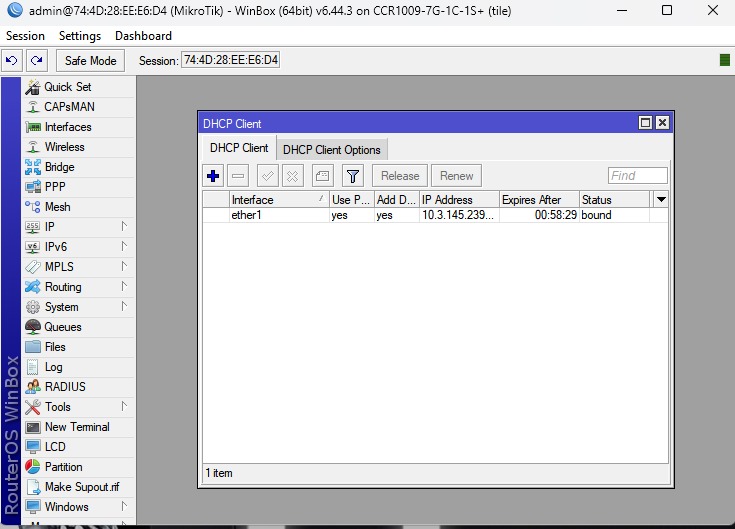 admin@74:4D:28:EE:E6:D4 (MikroTik) - WinBox (64bit) v6.44.3 on CCR1009-7G-1C-1S+ (tile)
Session Settings Dashboard
Safe Mode Session: 74:4D:28:EE:E6:D4
RouterOS WinBox
Quick Set
CAPsMAN
Interfaces
Wireless
Bridge
PPP
Mesh
IP
IPv6
MPLS
Routing
System
Queues
Files
Log
RADIUS
Tools
New Terminal
LCD
Partition
Make Supout.rif
Windows
DHCP Client
DHCP Client DHCP Client Options
Release Renew Find
Interface Use P... Add D... IP Address Expires After Status
ether1 yes yes 10.3.145.239... 00:58:29 bound
1 item